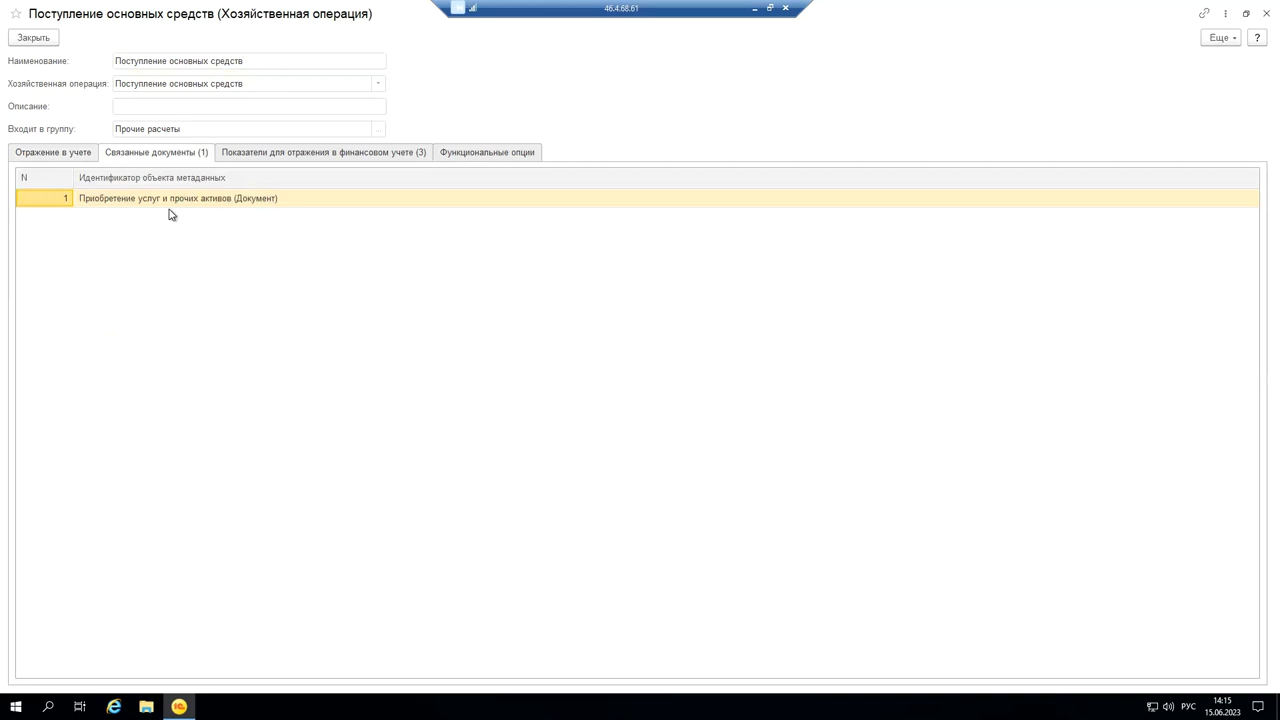 46.4.68.61
Поступление основных средств (Хозяйственная операция)
Закрыть
Еще
?
Наименование: Поступление основных средств
Хозяйственная операция: Поступление основных средств
Описание:
Входит в группу: Прочие расчеты
Отражение в учете
Связанные документы (1)
Показатели для отражения в финансовом учете (3)
Функциональные опции
N
Идентификатор объекта метаданных
1
Приобретение услуг и прочих активов (Документ)
РУС
14:15
15.06.2023